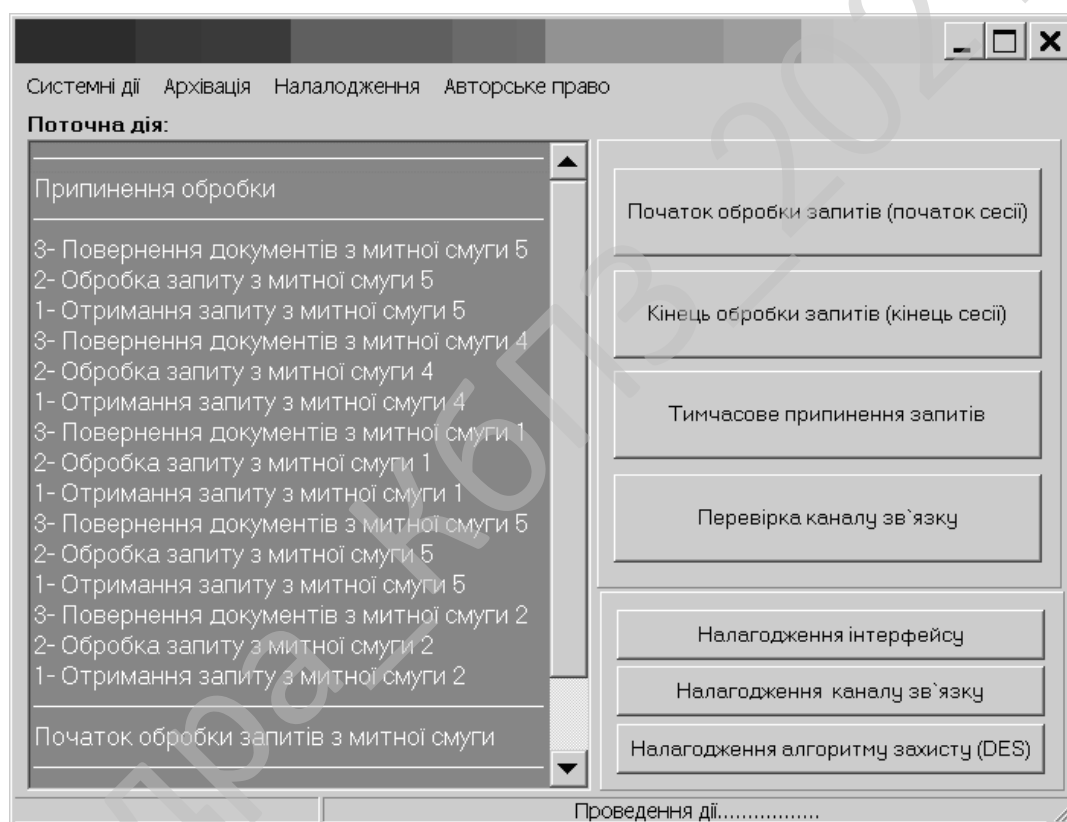 Системні дії Архівація Налалодження Авторське право
Поточна дія:
Припинення обробки
3- Повернення документів з митної смуги 5
2- Обробка запиту з митної смуги 5
1- Отримання запиту з митної смуги 5
3- Повернення документів з митної смуги 4
2- Обробка запиту з митної смуги 4
1- Отримання запиту з митної смуги 4
3- Повернення документів з митної смуги 1
2- Обробка запиту з митної смуги 1
1- Отримання запиту з митної смуги 1
3- Повернення документів з митної смуги 5
2- Обробка запиту з митної смуги 5
1- Отримання запиту з митної смуги 5
3- Повернення документів з митної смуги 2
2- Обробка запиту з митної смуги 2
1- Отримання запиту з митної смуги 2
Початок обробки запитів з митної смуги
Початок обробки запитів (початок сесії)
Кінець обробки запитів (кінець сесії)
Тимчасове припинення запитів
Перевірка каналу зв`язку
Налагодження інтерфейсу
Налагодження каналу зв`язку
Налагодження алгоритму захисту (DES)
Проведення дії.................